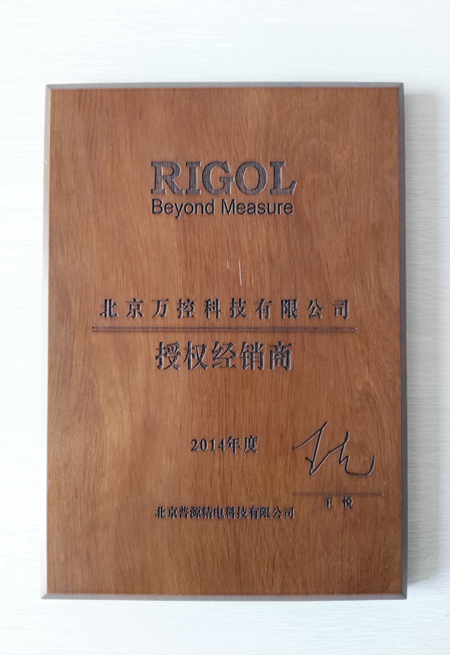 RIGOL
Beyond Measure
北京万控科技有限公司
授权经销商
2014年度
王 悦
北京普源精电科技有限公司